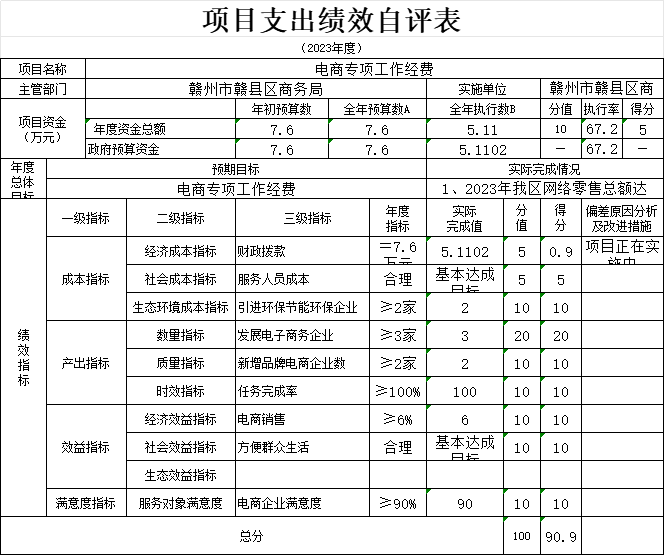 项目支出绩效自评表
（2023年度）
项目名称 电商专项工作经费
主管部门 赣州市赣县区商务局 实施单位 赣州市赣县区商
项目资金（万元） 年初预算数 全年预算数A 全年执行数B 分值 执行率 得分
年度资金总额 7.6 7.6 5.11 10 67.2 5
政府预算资金 7.6 7.6 5.1102 — 67.2 —
年度总体目标 预期目标 实际完成情况
电商专项工作经费 1、2023年我区网络零售总额达
绩效指标 一级指标 二级指标 三级指标 年度指标 实际完成值 分值 得分 偏差原因分析及改进措施
成本指标 经济成本指标 财政拨款 ＝7.6万元 5.1102 5 0.9 项目正在实施中
社会成本指标 服务人员成本 合理 基本达成目标 5 5
生态环境成本指标 引进环保节能环保企业 ≥2家 2 10 10
产出指标 数量指标 发展电子商务企业 ≥3家 3 20 20
质量指标 新增品牌电商企业数 ≥2家 2 10 10
时效指标 任务完成率 ≥100% 100 10 10
效益指标 经济效益指标 电商销售 ≥6% 6 10 10
社会效益指标 方便群众生活 合理 基本达成目标 10 10
生态效益指标
满意度指标 服务对象满意度 电商企业满意度 ≥90% 90 10 10
总分 100 90.9